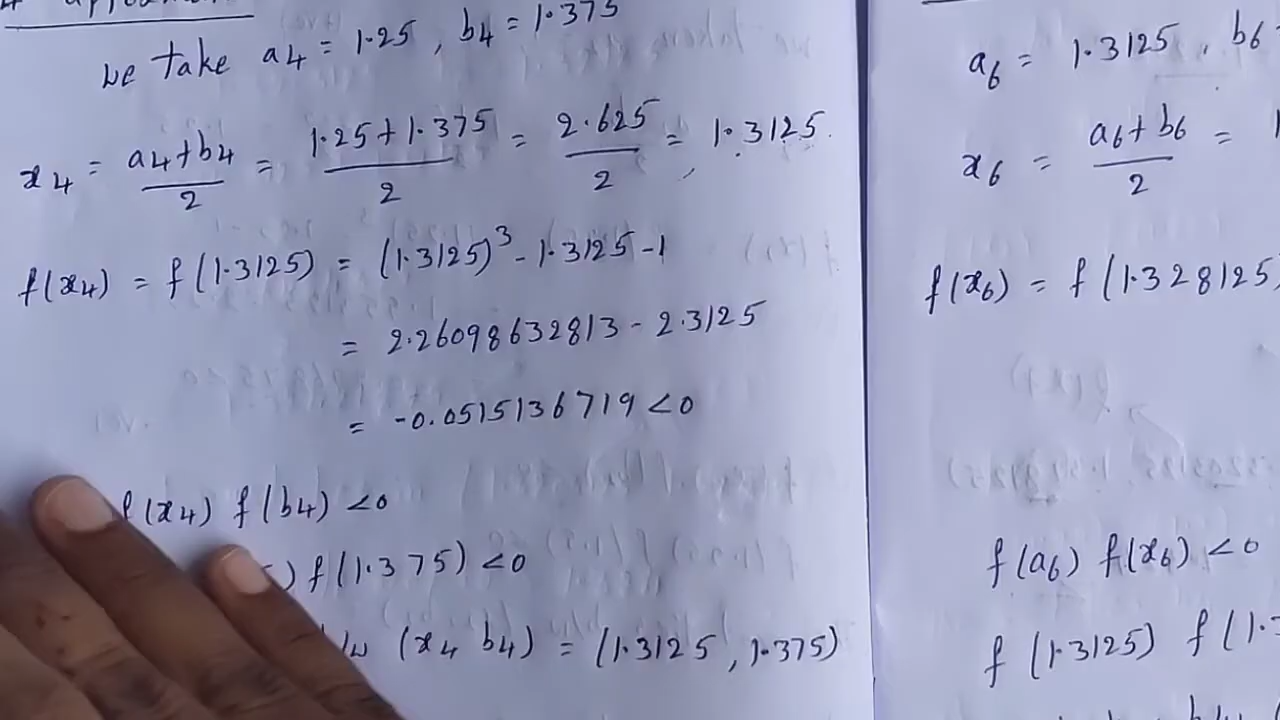 we take a4 = 1.25 , b4 = 1.375
x4 = a4+b4/2 = 1.25+1.375/2 = 2.625/2 = 1.3125.
f(x4) = f(1.3125) = (1.3125)^3 - 1.3125 - 1
= 2.26098632813 - 2.3125
= -0.0515136719 <0
f(x4) f(b4) <0
) f(1.375) <0
(x4 b4) = (1.3125, 1.375)
a6 = 1.3125 , b6
x6 = a6+b6/2 =
f(x6) = f(1.328125)
f(a6) f(x6) <0
f(1.3125) f(1.